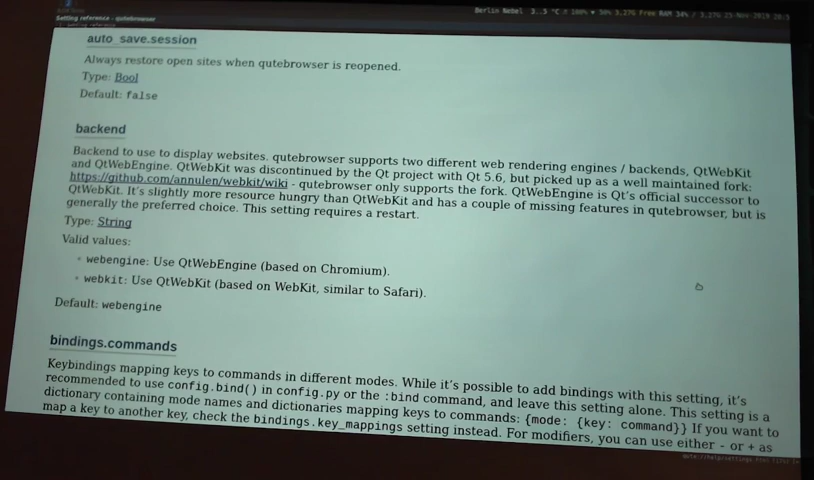 Setting reference - qutebrowser
Berlin Nebel 3..5 °C
auto_save.session
Always restore open sites when qutebrowser is reopened.
Type: Bool
Default: false
backend
Backend to use to display websites. qutebrowser supports two different web rendering engines / backends, QtWebKit
and QtWebEngine. QtWebKit was discontinued by the Qt project with Qt 5.6, but picked up as a well maintained fork:
https://github.com/annulen/webkit/wiki - qutebrowser only supports the fork. QtWebEngine is Qt's official successor to
QtWebKit. It's slightly more resource hungry than QtWebKit and has a couple of missing features in qutebrowser, but is
generally the preferred choice. This setting requires a restart.
Type: String
Valid values:
• webengine: Use QtWebEngine (based on Chromium).
• webkit: Use QtWebKit (based on WebKit, similar to Safari).
Default: webengine
bindings.commands
Keybindings mapping keys to commands in different modes. While it's possible to add bindings with this setting, it's
recommended to use config.bind() in config.py or the :bind command, and leave this setting alone. This setting is a
dictionary containing mode names and dictionaries mapping keys to commands: {mode: {key: command}} If you want to
map a key to another key, check the bindings.key_mappings setting instead. For modifiers, you can use either - or + as